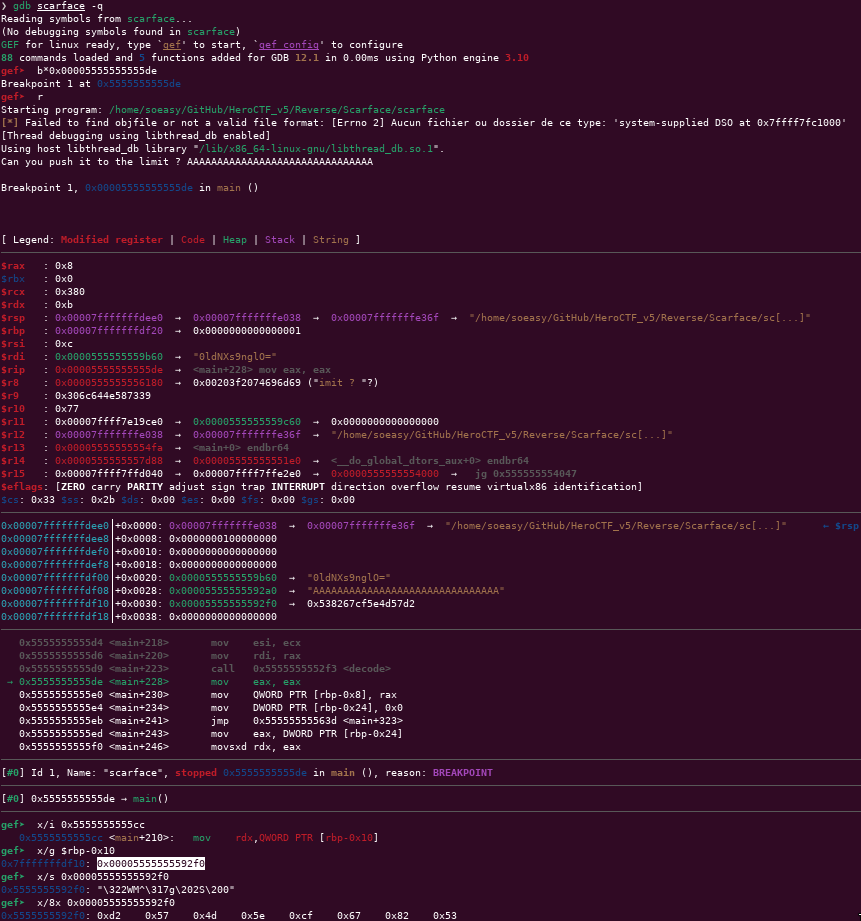 ❯ gdb scarface -q
Reading symbols from scarface...
(No debugging symbols found in scarface)
GEF for linux ready, type `gef' to start, `gef config' to configure
88 commands loaded and 5 functions added for GDB 12.1 in 0.00ms using Python engine 3.10
gef➤  b*0x00005555555555de
Breakpoint 1 at 0x5555555555de
gef➤  r
Starting program: /home/soeasy/GitHub/HeroCTF_v5/Reverse/Scarface/scarface
[*] Failed to find objfile or not a valid file format: [Errno 2] Aucun fichier ou dossier de ce type: 'system-supplied DSO at 0x7ffff7fc1000'
[Thread debugging using libthread_db enabled]
Using host libthread_db library "/lib/x86_64-linux-gnu/libthread_db.so.1".
Can you push it to the limit ? AAAAAAAAAAAAAAAAAAAAAAAAAAAAAAA
Breakpoint 1, 0x00005555555555de in main ()
[ Legend: Modified register | Code | Heap | Stack | String ]
$rax   : 0x8
$rbx   : 0x0
$rcx   : 0x380
$rdx   : 0xb
$rsp   : 0x00007fffffffdee0  →  0x00007fffffffe038  →  0x00007fffffffe36f  →  "/home/soeasy/GitHub/HeroCTF_v5/Reverse/Scarface/sc[...]"
$rbp   : 0x00007fffffffdf20  →  0x0000000000000001
$rsi   : 0xc
$rdi   : 0x0000555555559b60  →  "0ldNXs9nglO="
$rip   : 0x00005555555555de  →  <main+228> mov eax, eax
$r8    : 0x0000555555556180  →  0x00203f2074696d69 ("imit ? "?)
$r9    : 0x306c644e587339
$r10   : 0x77
$r11   : 0x00007ffff7e19ce0  →  0x0000555555559c60  →  0x0000000000000000
$r12   : 0x00007fffffffe038  →  0x00007fffffffe36f  →  "/home/soeasy/GitHub/HeroCTF_v5/Reverse/Scarface/sc[...]"
$r13   : 0x00005555555554fa  →  <main+0> endbr64
$r14   : 0x0000555555557d88  →  0x00005555555551e0  →  <__do_global_dtors_aux+0> endbr64
$r15   : 0x00007ffff7ffd040  →  0x00007ffff7ffe2e0  →  0x0000555555554000  →   jg 0x555555554047
$eflags: [ZERO carry PARITY adjust sign trap INTERRUPT direction overflow resume virtualx86 identification]
$cs: 0x33 $ss: 0x2b $ds: 0x00 $es: 0x00 $fs: 0x00 $gs: 0x00
0x00007fffffffdee0│+0x0000: 0x00007fffffffe038  →  0x00007fffffffe36f  →  "/home/soeasy/GitHub/HeroCTF_v5/Reverse/Scarface/sc[...]"      ← $rsp
0x00007fffffffdee8│+0x0008: 0x0000000100000000
0x00007fffffffdef0│+0x0010: 0x0000000000000000
0x00007fffffffdef8│+0x0018: 0x0000000000000000
0x00007fffffffdf00│+0x0020: 0x0000555555559b60  →  "0ldNXs9nglO="
0x00007fffffffdf08│+0x0028: 0x00005555555592a0  →  "AAAAAAAAAAAAAAAAAAAAAAAAAAAAAAA"
0x00007fffffffdf10│+0x0030: 0x00005555555592f0  →  0x538267cf5e4d57d2
0x00007fffffffdf18│+0x0038: 0x0000000000000000
0x5555555555d4 <main+218>       mov    esi, ecx
0x5555555555d6 <main+220>       mov    rdi, rax
0x5555555555d9 <main+223>       call   0x5555555552f3 <decode>
→ 0x5555555555de <main+228>       mov    eax, eax
0x5555555555e0 <main+230>       mov    QWORD PTR [rbp-0x8], rax
0x5555555555e4 <main+234>       mov    DWORD PTR [rbp-0x24], 0x0
0x5555555555eb <main+241>       jmp    0x55555555563d <main+323>
0x5555555555ed <main+243>       mov    eax, DWORD PTR [rbp-0x24]
0x5555555555f0 <main+246>       movsxd rdx, eax
[#0] Id 1, Name: "scarface", stopped 0x5555555555de in main (), reason: BREAKPOINT
[#0] 0x5555555555de → main()
gef➤  x/i 0x5555555555cc
0x5555555555cc <main+210>:   mov    rdx,QWORD PTR [rbp-0x10]
gef➤  x/g $rbp-0x10
0x7fffffffdf10: 0x00005555555592f0
gef➤  x/s 0x00005555555592f0
0x5555555592f0: "\322WM^\317g\202S\200"
gef➤  x/8x 0x00005555555592f0
0x5555555592f0: 0xd2    0x57    0x4d    0x5e    0xcf    0x67    0x82    0x53